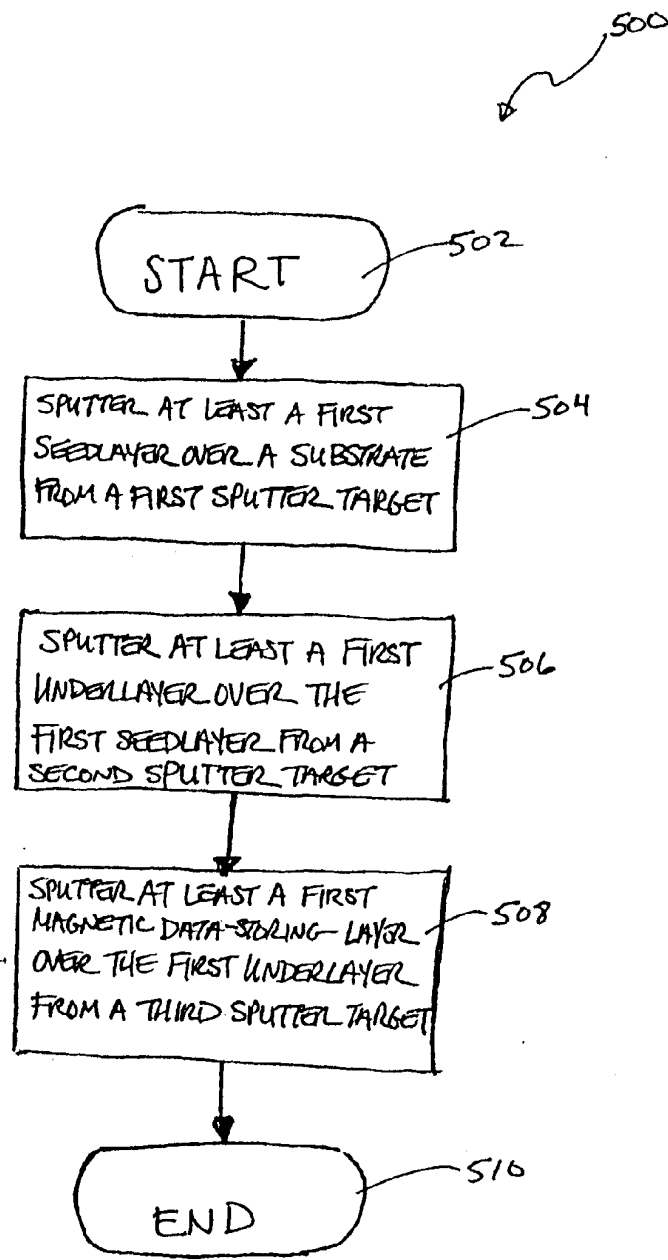 500
START
502
SPUTTER AT LEAST A FIRST
SEEDLAYER OVER A SUBSTRATE
FROM A FIRST SPUTTER TARGET
504
SPUTTER AT LEAST A FIRST
UNDERLAYER OVER THE
FIRST SEEDLAYER FROM A
SECOND SPUTTER TARGET
506
SPUTTER AT LEAST A FIRST
MAGNETIC DATA-STORING-LAYER
OVER THE FIRST UNDERLAYER
FROM A THIRD SPUTTER TARGET
508
END
510